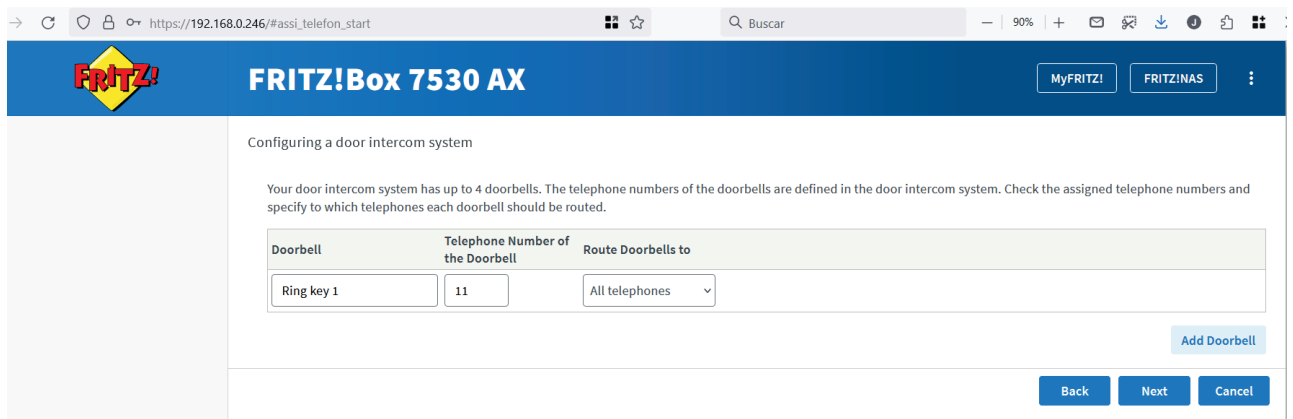 https://192.168.0.246/#assi_telefon_start
Buscar
90%
J
FRITZ!
FRITZ!Box 7530 AX
MyFRITZ!
FRITZ!NAS
Configuring a door intercom system
Your door intercom system has up to 4 doorbells. The telephone numbers of the doorbells are defined in the door intercom system. Check the assigned telephone numbers and
specify to which telephones each doorbell should be routed.
Doorbell
Telephone Number of
the Doorbell
Route Doorbells to
Ring key 1
11
All telephones
Add Doorbell
Back
Next
Cancel